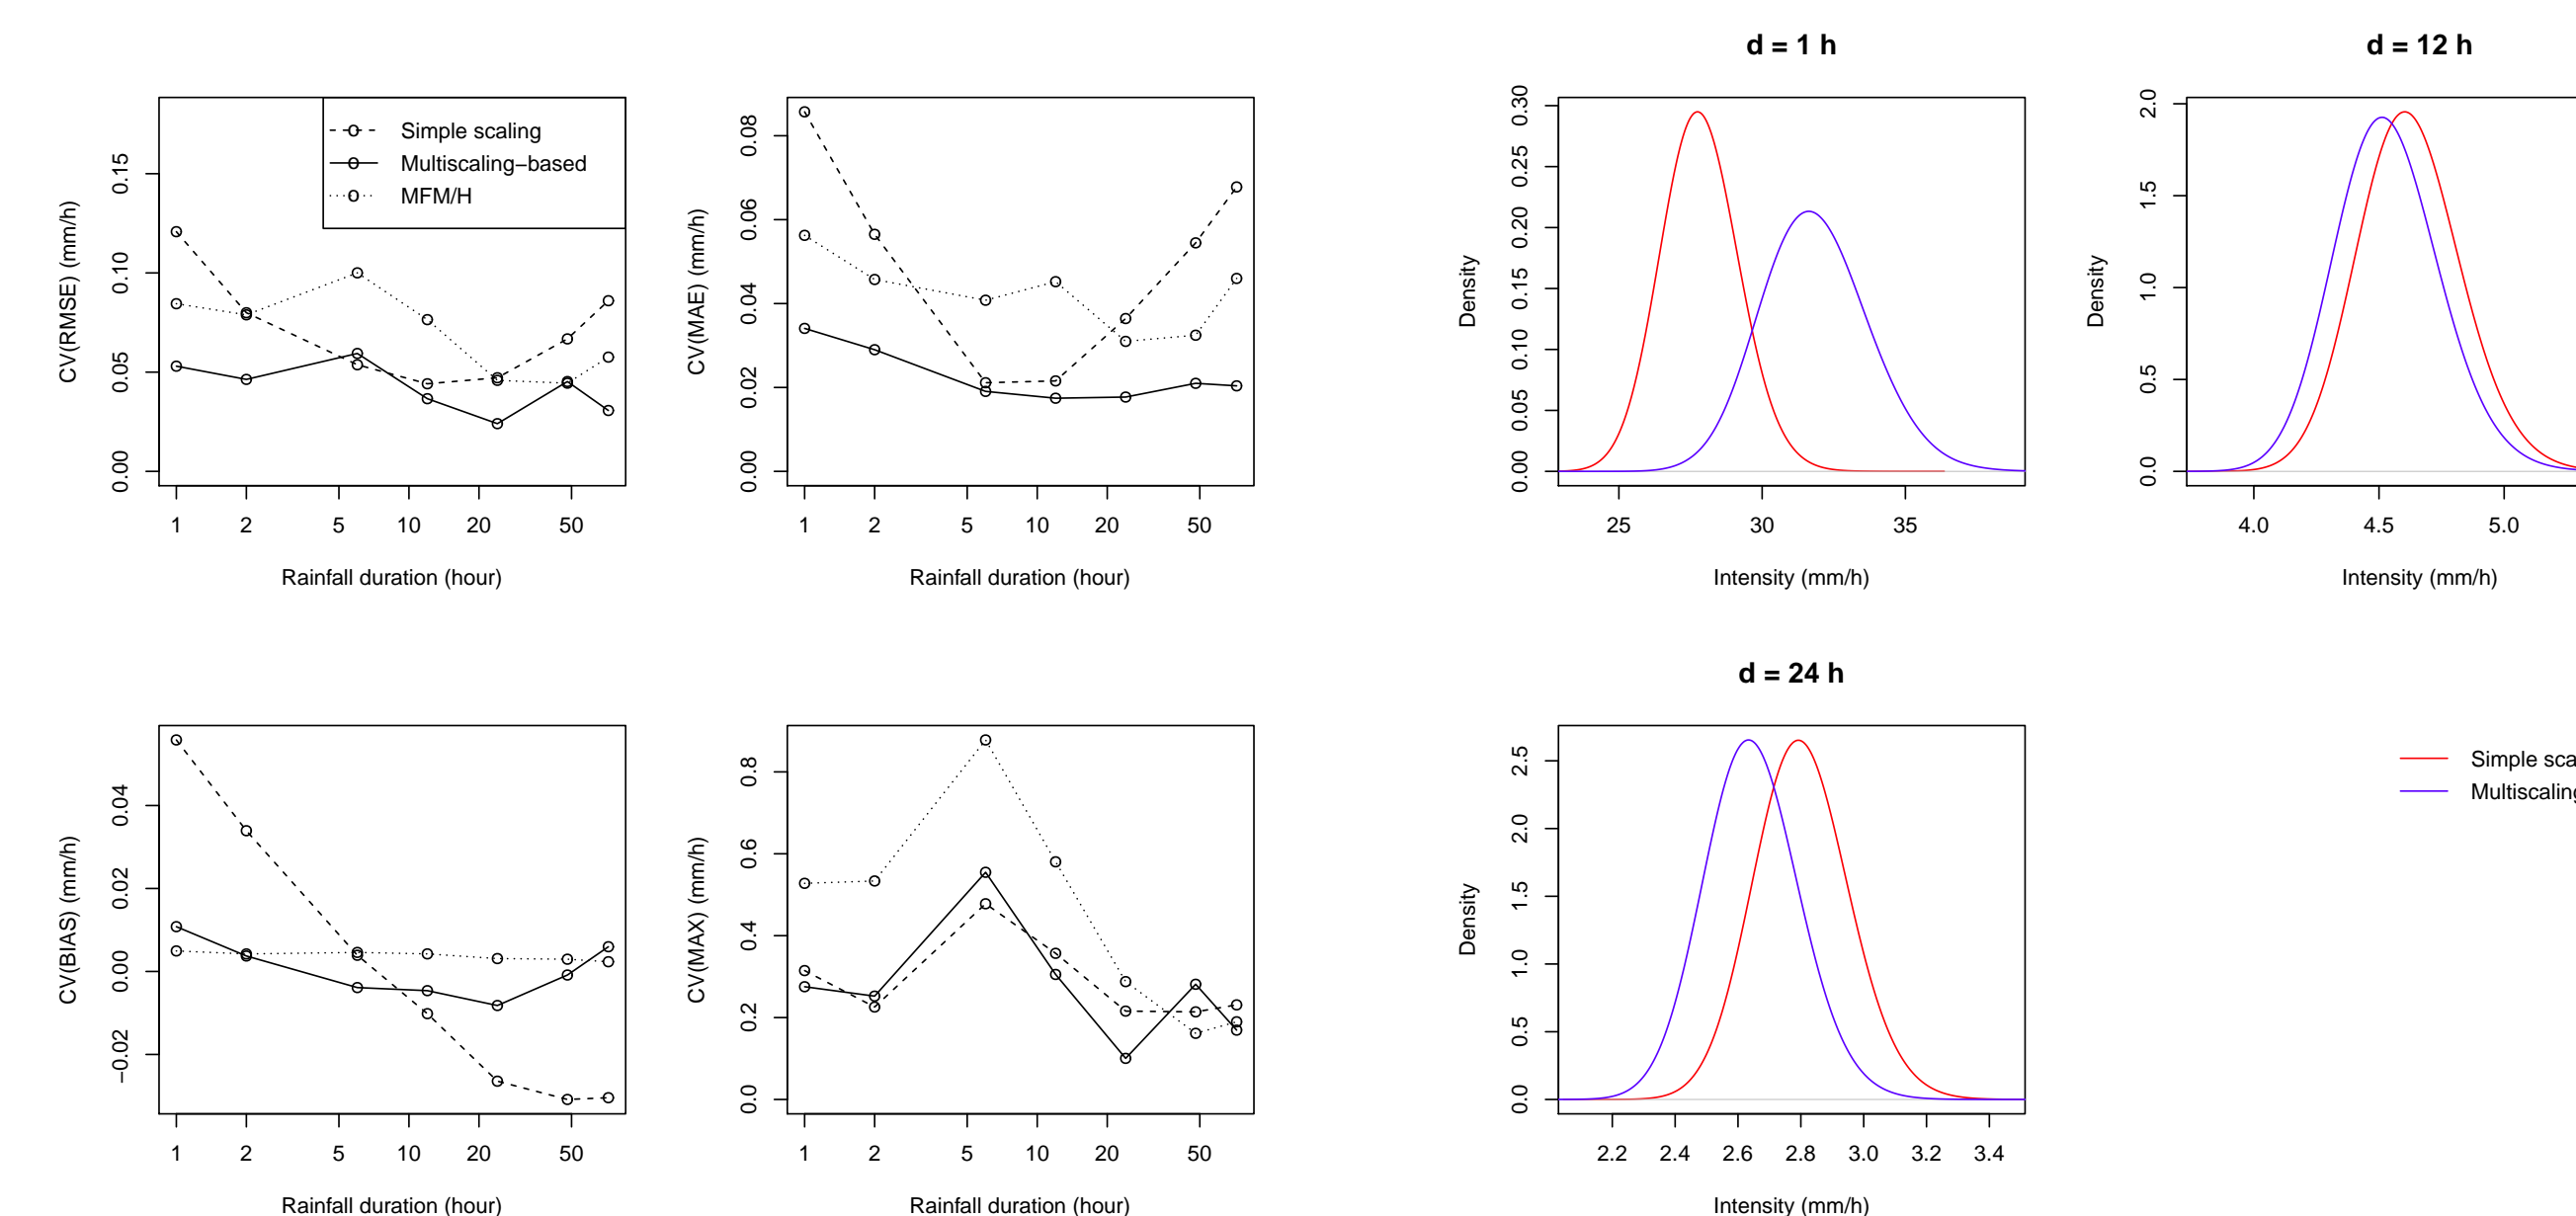 d = 1 h
d = 12 h
Simple scaling
Multiscaling−based
MFM/H
CV(RMSE) (mm/h)
0.00 0.05 0.10 0.15
1 2 5 10 20 50
Rainfall duration (hour)
CV(MAE) (mm/h)
0.00 0.02 0.04 0.06 0.08
1 2 5 10 20 50
Rainfall duration (hour)
Density
0.00 0.05 0.10 0.15 0.20 0.25 0.30
25 30 35
Intensity (mm/h)
Density
0.0 0.5 1.0 1.5 2.0
4.0 4.5 5.0
Intensity (mm/h)
d = 24 h
CV(BIAS) (mm/h)
−0.02 0.00 0.02 0.04
1 2 5 10 20 50
Rainfall duration (hour)
CV(MAX) (mm/h)
0.0 0.2 0.4 0.6 0.8
1 2 5 10 20 50
Rainfall duration (hour)
Density
0.0 0.5 1.0 1.5 2.0 2.5
2.2 2.4 2.6 2.8 3.0 3.2 3.4
Intensity (mm/h)
Simple